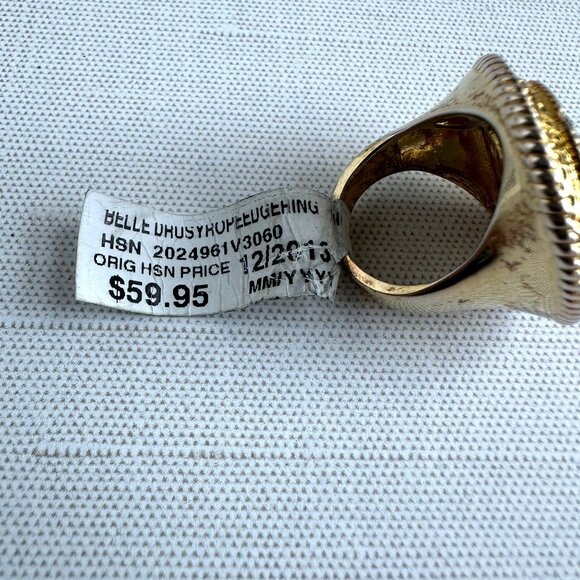 BELLE DRUSYROPEEDGERING
HSN 2024961V3060
ORIG HSN PRICE 12/2013
$59.95 MM/YYYY